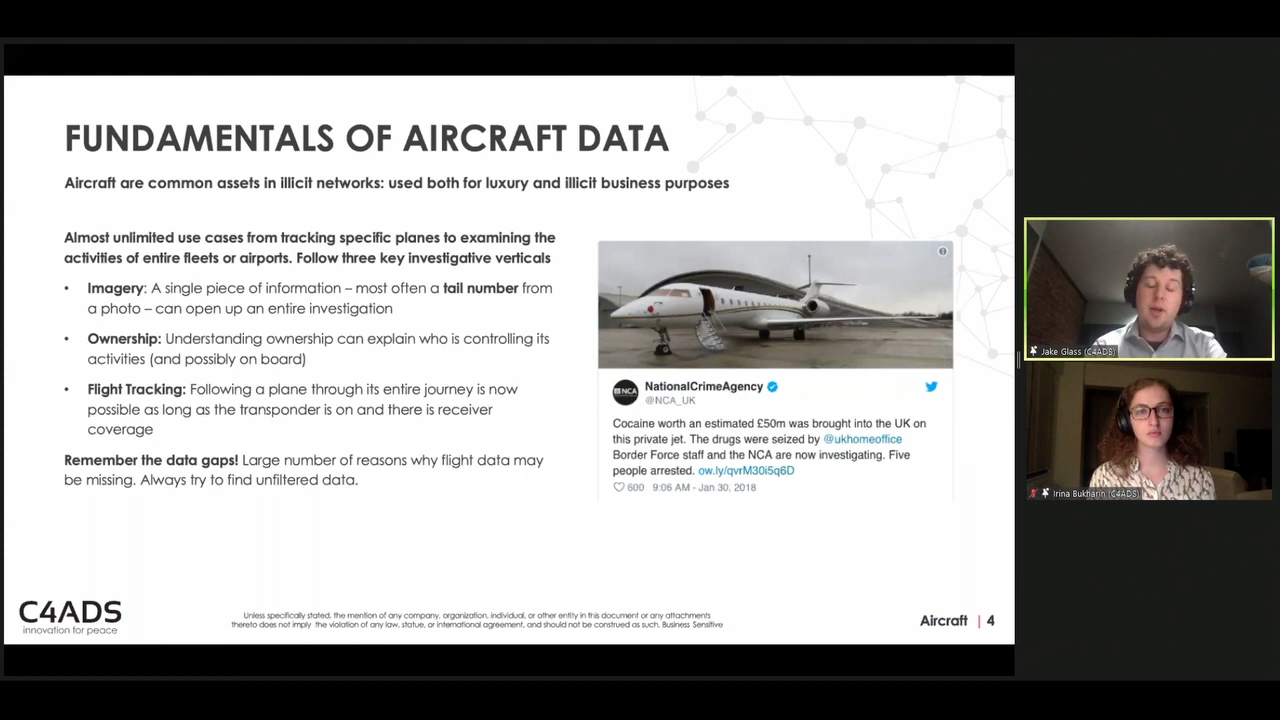 FUNDAMENTALS OF AIRCRAFT DATA
Aircraft are common assets in illicit networks: used both for luxury and illicit business purposes
Almost unlimited use cases from tracking specific planes to examining the
activities of entire fleets or airports. Follow three key investigative verticals
• Imagery: A single piece of information – most often a tail number from
a photo – can open up an entire investigation
• Ownership: Understanding ownership can explain who is controlling its
activities (and possibly on board)
• Flight Tracking: Following a plane through its entire journey is now
possible as long as the transponder is on and there is receiver
coverage
Remember the data gaps! Large number of reasons why flight data may
be missing. Always try to find unfiltered data.
NCA
NationalCrimeAgency
@NCA_UK
Cocaine worth an estimated £50m was brought into the UK on
this private jet. The drugs were seized by @ukhomeoffice
Border Force staff and the NCA are now investigating. Five
people arrested. ow.ly/qvrM30i5q6D
600 9:06 AM - Jan 30, 2018
C4ADS
innovation for peace
Unless specifically stated, the mention of any company, organization, individual, or other entity in this document or any attachments
thereto does not imply the violation of any law, statue, or international agreement, and should not be construed as such. Business Sensitive
Aircraft | 4
Jake Glass (C4ADS)
Irina Bukharin (C4ADS)